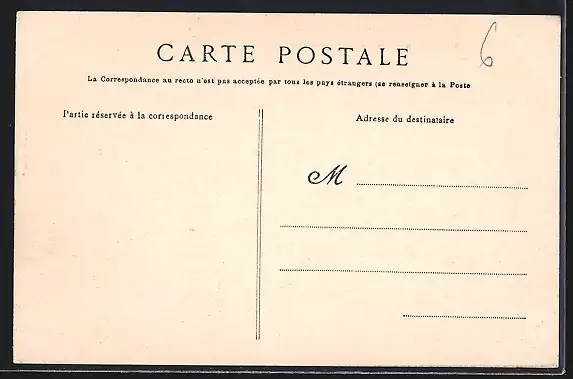 CARTE POSTALE
6
La Correspondance au recto n'est pas acceptée par tous les pays étrangers (se renseigner à la Poste
Partie réservée à la correspondance
Adresse du destinataire
M